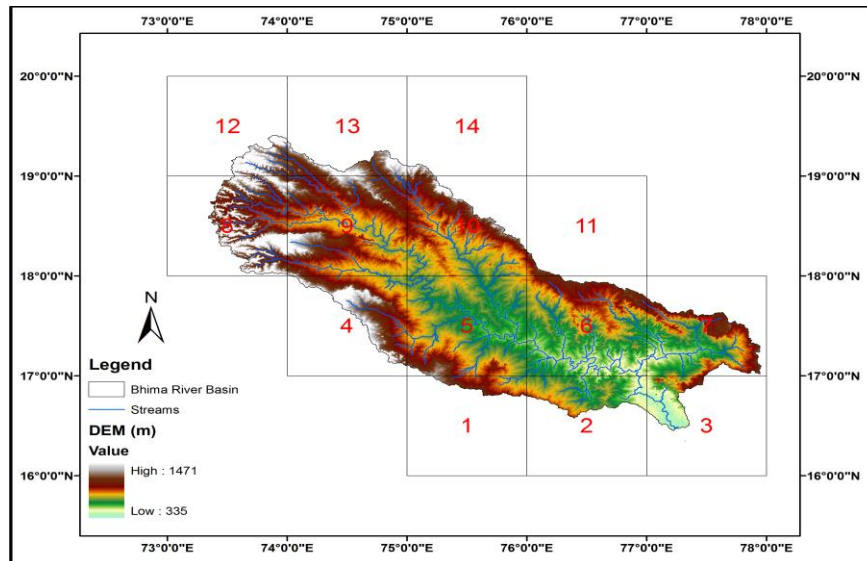 73°0'0"E 74°0'0"E 75°0'0"E 76°0'0"E 77°0'0"E 78°0'0"E
20°0'0"N 20°0'0"N
12 13 14
19°0'0"N 19°0'0"N
8 9 10 11
18°0'0"N 18°0'0"N
N
4 5 6 7
Legend
Bhima River Basin
Streams
DEM (m)
Value
High : 1471
Low : 335
17°0'0"N 17°0'0"N
1 2 3
16°0'0"N 16°0'0"N
73°0'0"E 74°0'0"E 75°0'0"E 76°0'0"E 77°0'0"E 78°0'0"E